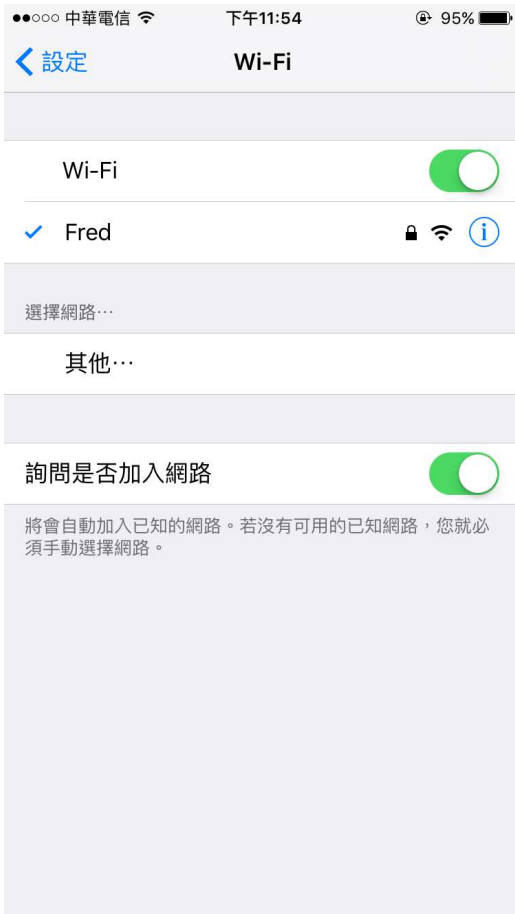 中華電信 下午11:54 95%
設定 Wi-Fi
Wi-Fi
Fred
選擇網路⋯
其他⋯
詢問是否加入網路
將會自動加入已知的網路。若沒有可用的已知網路，您就必
須手動選擇網路。